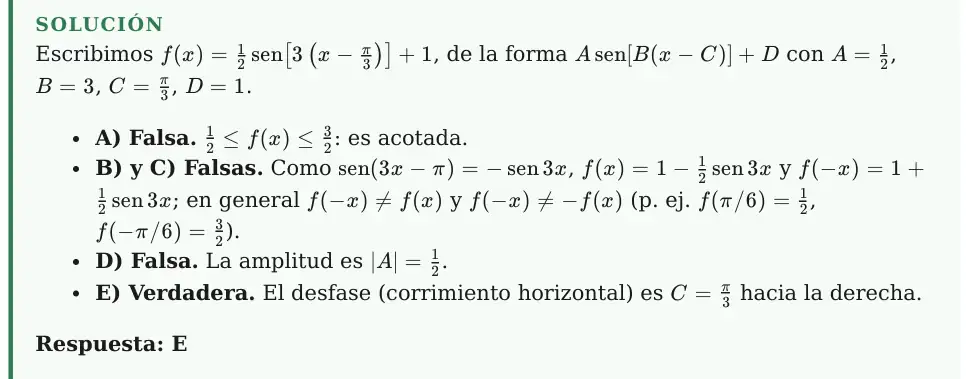 SOLUCIÓN
Escribimos f(x) = 1/2 sen[3 (x − π/3)] + 1, de la forma A sen[B(x − C)] + D con A = 1/2,
B = 3, C = π/3, D = 1.
• A) Falsa. 1/2 ≤ f(x) ≤ 3/2: es acotada.
• B) y C) Falsas. Como sen(3x − π) = − sen 3x, f(x) = 1 − 1/2 sen 3x y f(−x) = 1 +
1/2 sen 3x; en general f(−x) ≠ f(x) y f(−x) ≠ −f(x) (p. ej. f(π/6) = 1/2,
f(−π/6) = 3/2).
• D) Falsa. La amplitud es |A| = 1/2.
• E) Verdadera. El desfase (corrimiento horizontal) es C = π/3 hacia la derecha.
Respuesta: E